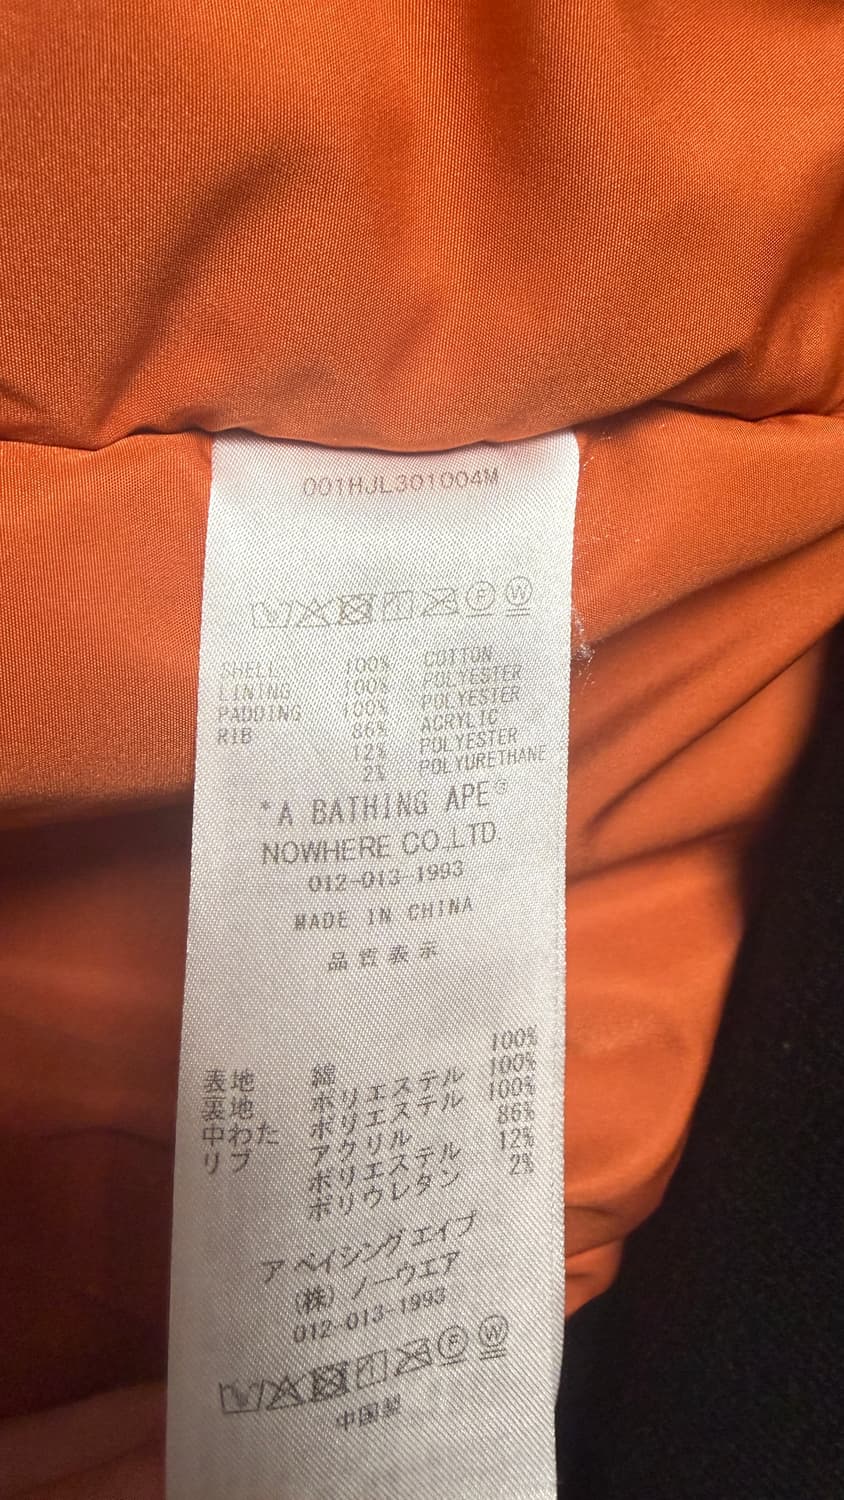 001HJL301004M
SHELL 100% COTTON
LINING 100% POLYESTER
PADDING 100% POLYESTER
RIB 86% ACRYLIC
12% POLYESTER
2% POLYURETHANE
*A BATHING APE®
NOWHERE CO.,LTD.
012-013-1993
MADE IN CHINA
品質表示
表地 綿 100%
裏地 ポリエステル 100%
中わた ポリエステル 100%
リブ アクリル 86%
ポリエステル 12%
ポリウレタン 2%
ア ベイシングエイプ
(株) ノーウエア
012-013-1993
中国製